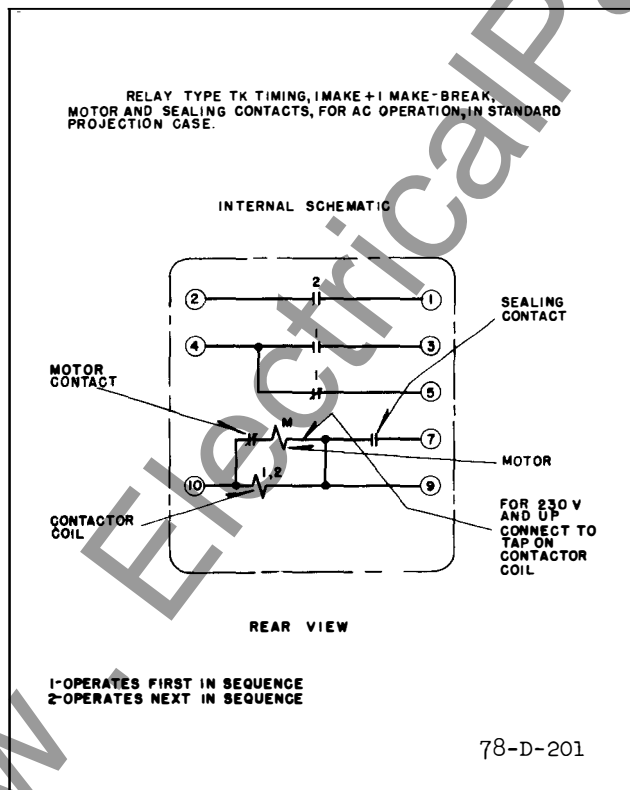 RELAY TYPE TK TIMING, 1 MAKE + 1 MAKE-BREAK,
MOTOR AND SEALING CONTACTS, FOR AC OPERATION, IN STANDARD
PROJECTION CASE.
INTERNAL SCHEMATIC
2
2
1
SEALING
CONTACT
4
1
3
MOTOR
CONTACT
1
5
M
7
MOTOR
10
1,2
9
CONTACTOR
COIL
FOR 230 V
AND UP
CONNECT TO
TAP ON
CONTACTOR
COIL
REAR VIEW
1-OPERATES FIRST IN SEQUENCE
2-OPERATES NEXT IN SEQUENCE
78-D-201
w. ElectricalPa